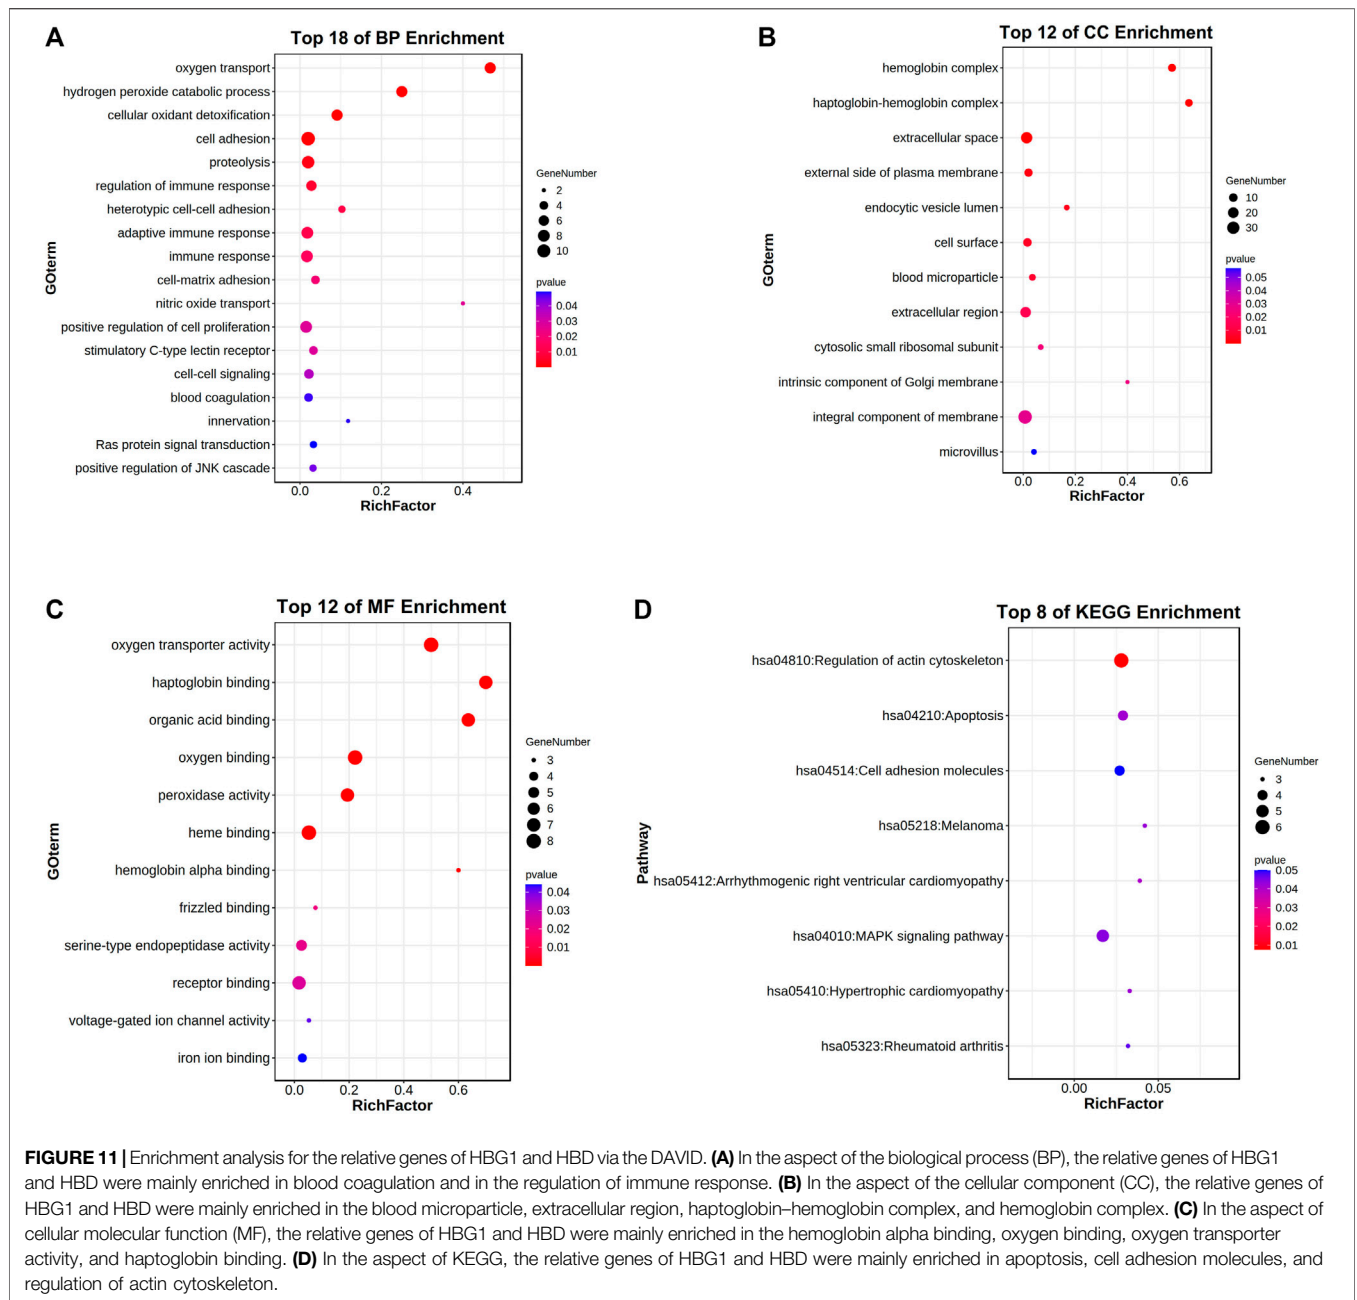 A
Top 18 of BP Enrichment
GOterm
oxygen transport
hydrogen peroxide catabolic process
cellular oxidant detoxification
cell adhesion
proteolysis
regulation of immune response
heterotypic cell-cell adhesion
adaptive immune response
immune response
cell-matrix adhesion
nitric oxide transport
positive regulation of cell proliferation
stimulatory C-type lectin receptor
cell-cell signaling
blood coagulation
innervation
Ras protein signal transduction
positive regulation of JNK cascade
0.0 0.2 0.4
RichFactor
GeneNumber
2
4
6
8
10
pvalue
0.04
0.03
0.02
0.01
B
Top 12 of CC Enrichment
GOterm
hemoglobin complex
haptoglobin-hemoglobin complex
extracellular space
external side of plasma membrane
endocytic vesicle lumen
cell surface
blood microparticle
extracellular region
cytosolic small ribosomal subunit
intrinsic component of Golgi membrane
integral component of membrane
microvillus
0.0 0.2 0.4 0.6
RichFactor
GeneNumber
10
20
30
pvalue
0.05
0.04
0.03
0.02
0.01
C
Top 12 of MF Enrichment
GOterm
oxygen transporter activity
haptoglobin binding
organic acid binding
oxygen binding
peroxidase activity
heme binding
hemoglobin alpha binding
frizzled binding
serine-type endopeptidase activity
receptor binding
voltage-gated ion channel activity
iron ion binding
0.0 0.2 0.4 0.6
RichFactor
GeneNumber
3
4
5
6
7
8
pvalue
0.04
0.03
0.02
0.01
D
Top 8 of KEGG Enrichment
Pathway
hsa04810:Regulation of actin cytoskeleton
hsa04210:Apoptosis
hsa04514:Cell adhesion molecules
hsa05218:Melanoma
hsa05412:Arrhythmogenic right ventricular cardiomyopathy
hsa04010:MAPK signaling pathway
hsa05410:Hypertrophic cardiomyopathy
hsa05323:Rheumatoid arthritis
0.00 0.05
RichFactor
GeneNumber
3
4
5
6
pvalue
0.05
0.04
0.03
0.02
0.01
FIGURE 11 | Enrichment analysis for the relative genes of HBG1 and HBD via the DAVID. (A) In the aspect of the biological process (BP), the relative genes of HBG1
and HBD were mainly enriched in blood coagulation and in the regulation of immune response. (B) In the aspect of the cellular component (CC), the relative genes of
HBG1 and HBD were mainly enriched in the blood microparticle, extracellular region, haptoglobin–hemoglobin complex, and hemoglobin complex. (C) In the aspect of
cellular molecular function (MF), the relative genes of HBG1 and HBD were mainly enriched in the hemoglobin alpha binding, oxygen binding, oxygen transporter
activity, and haptoglobin binding. (D) In the aspect of KEGG, the relative genes of HBG1 and HBD were mainly enriched in apoptosis, cell adhesion molecules, and
regulation of actin cytoskeleton.